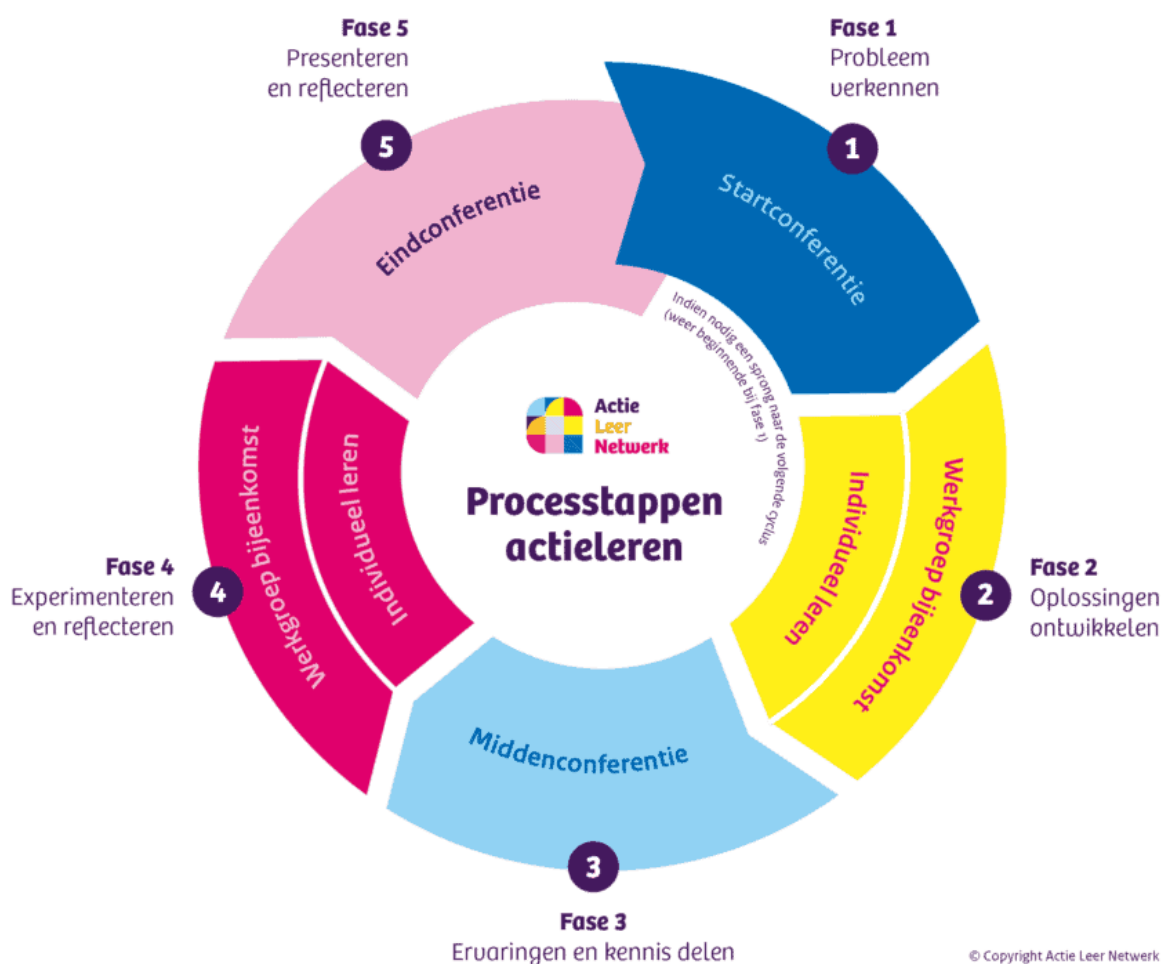 Fase 1
Probleem
verkennen
1
Startconferentie
Indien nodig een sprong naar de volgende cyclus
(weer beginnende bij fase 1)
Fase 2
Oplossingen
ontwikkelen
2
Werkgroep bijeenkomst
Individueel leren
Fase 3
Ervaringen en kennis delen
3
Middenconferentie
Fase 4
Experimenteren
en reflecteren
4
Werkgroep bijeenkomst
Individueel leren
Fase 5
Presenteren
en reflecteren
5
Eindconferentie
Actie
Leer
Netwerk
Processtappen
actieleren
© Copyright Actie Leer Netwerk